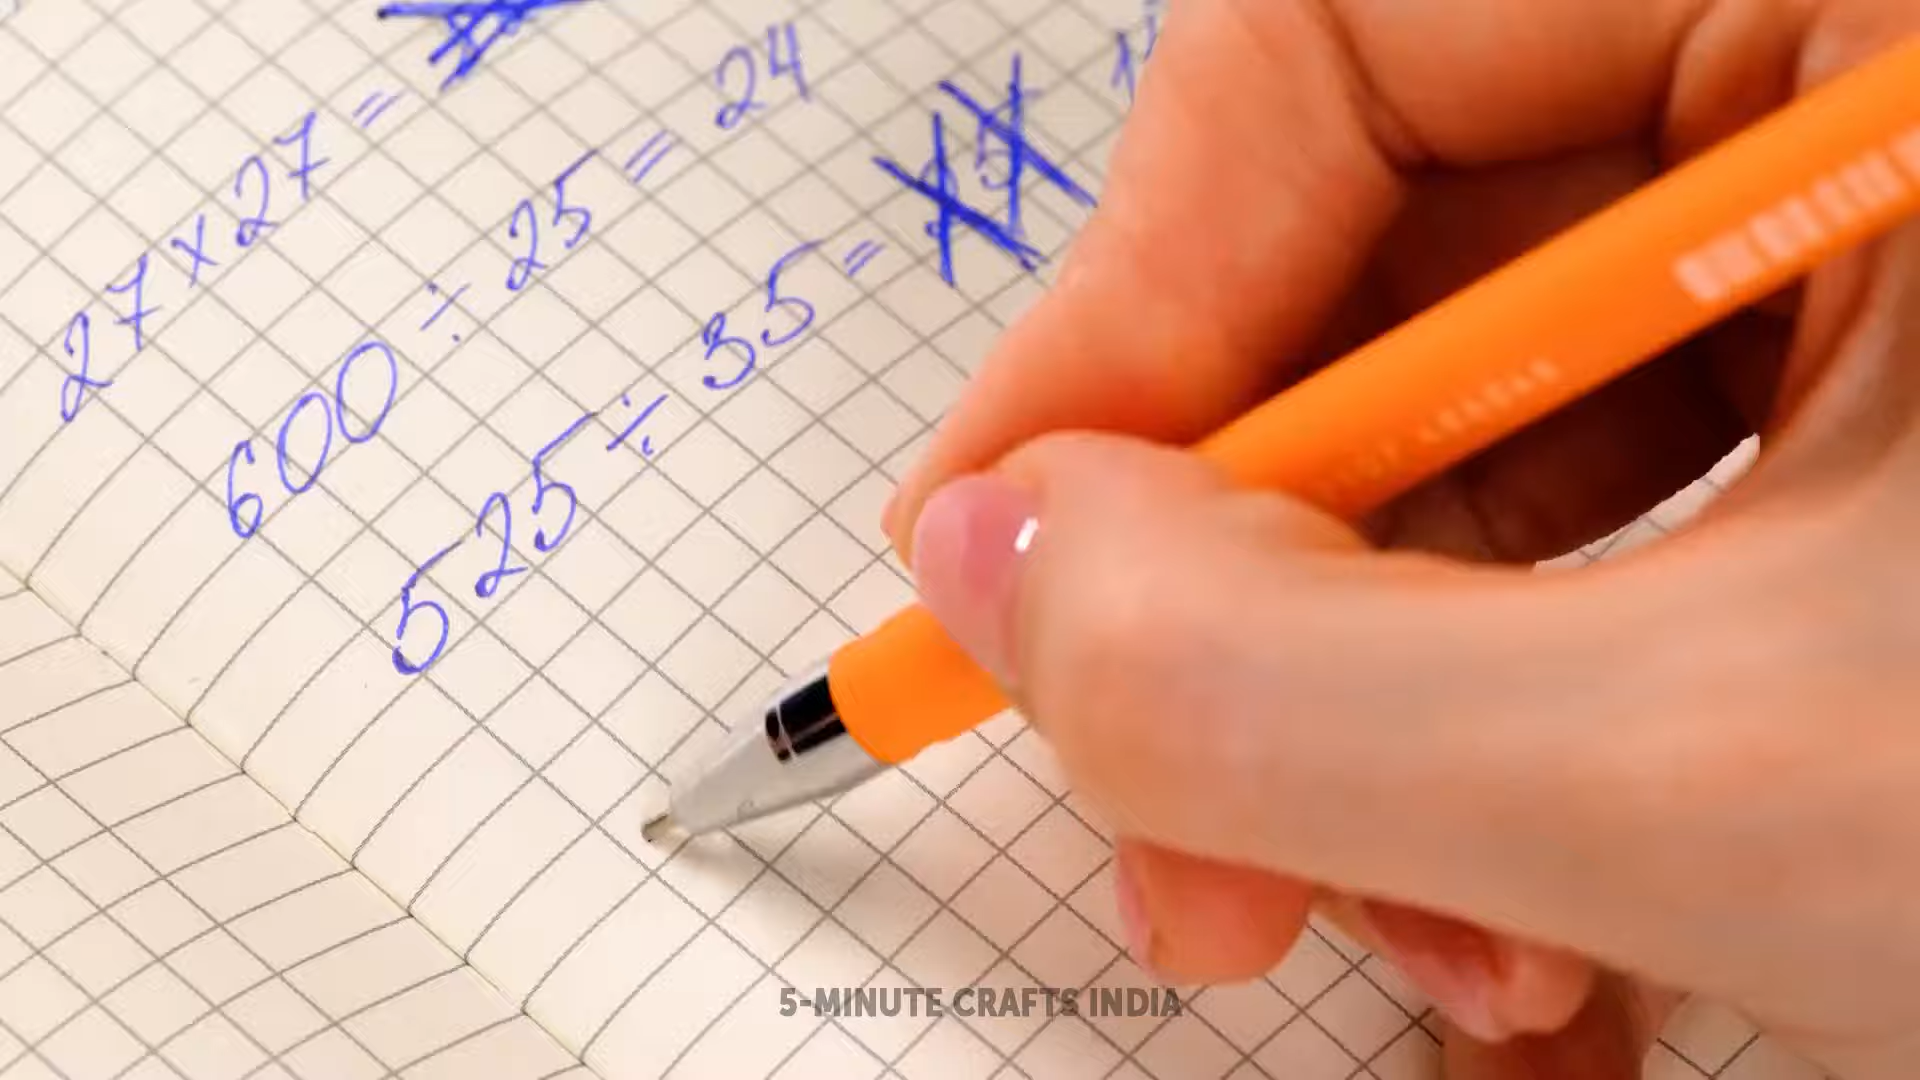 27 x 27 =
600 ÷ 25 = 24
525 ÷ 35 =
5-MINUTE CRAFTS INDIA